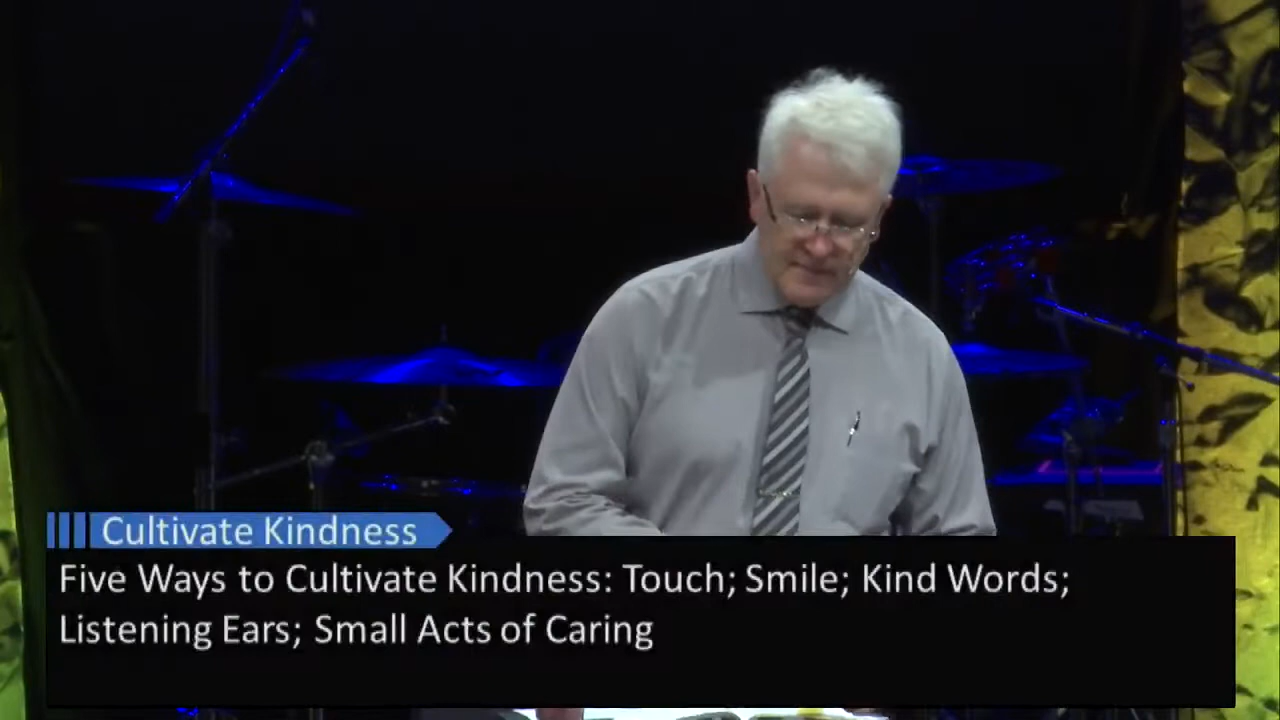 Cultivate Kindness
Five Ways to Cultivate Kindness: Touch; Smile; Kind Words;
Listening Ears; Small Acts of Caring